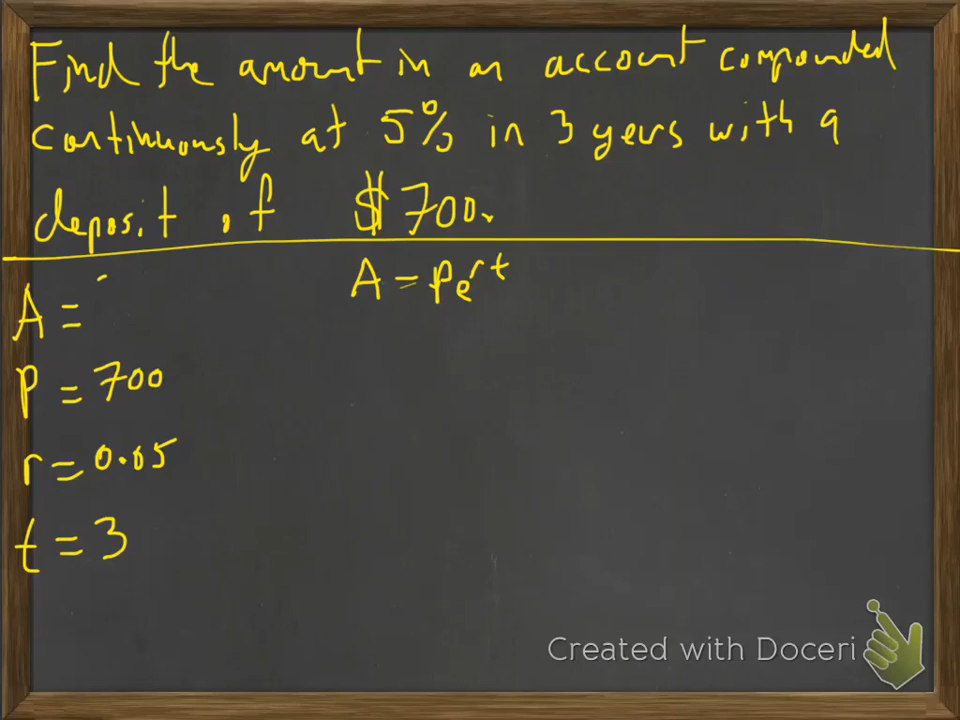 Find the amount in an account compounded
continuously at 5% in 3 yers with a
deposit of $700.
A = Pe^rt
A =
P = 700
r = 0.05
t = 3
Created with Doceri